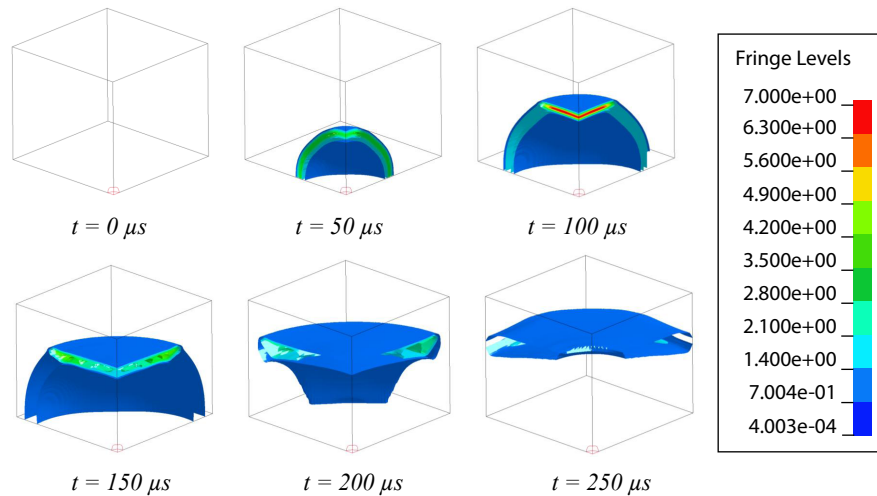 t = 0 µs
t = 50 µs
t = 100 µs
t = 150 µs
t = 200 µs
t = 250 µs
Fringe Levels
7.000e+00
6.300e+00
5.600e+00
4.900e+00
4.200e+00
3.500e+00
2.800e+00
2.100e+00
1.400e+00
7.004e-01
4.003e-04